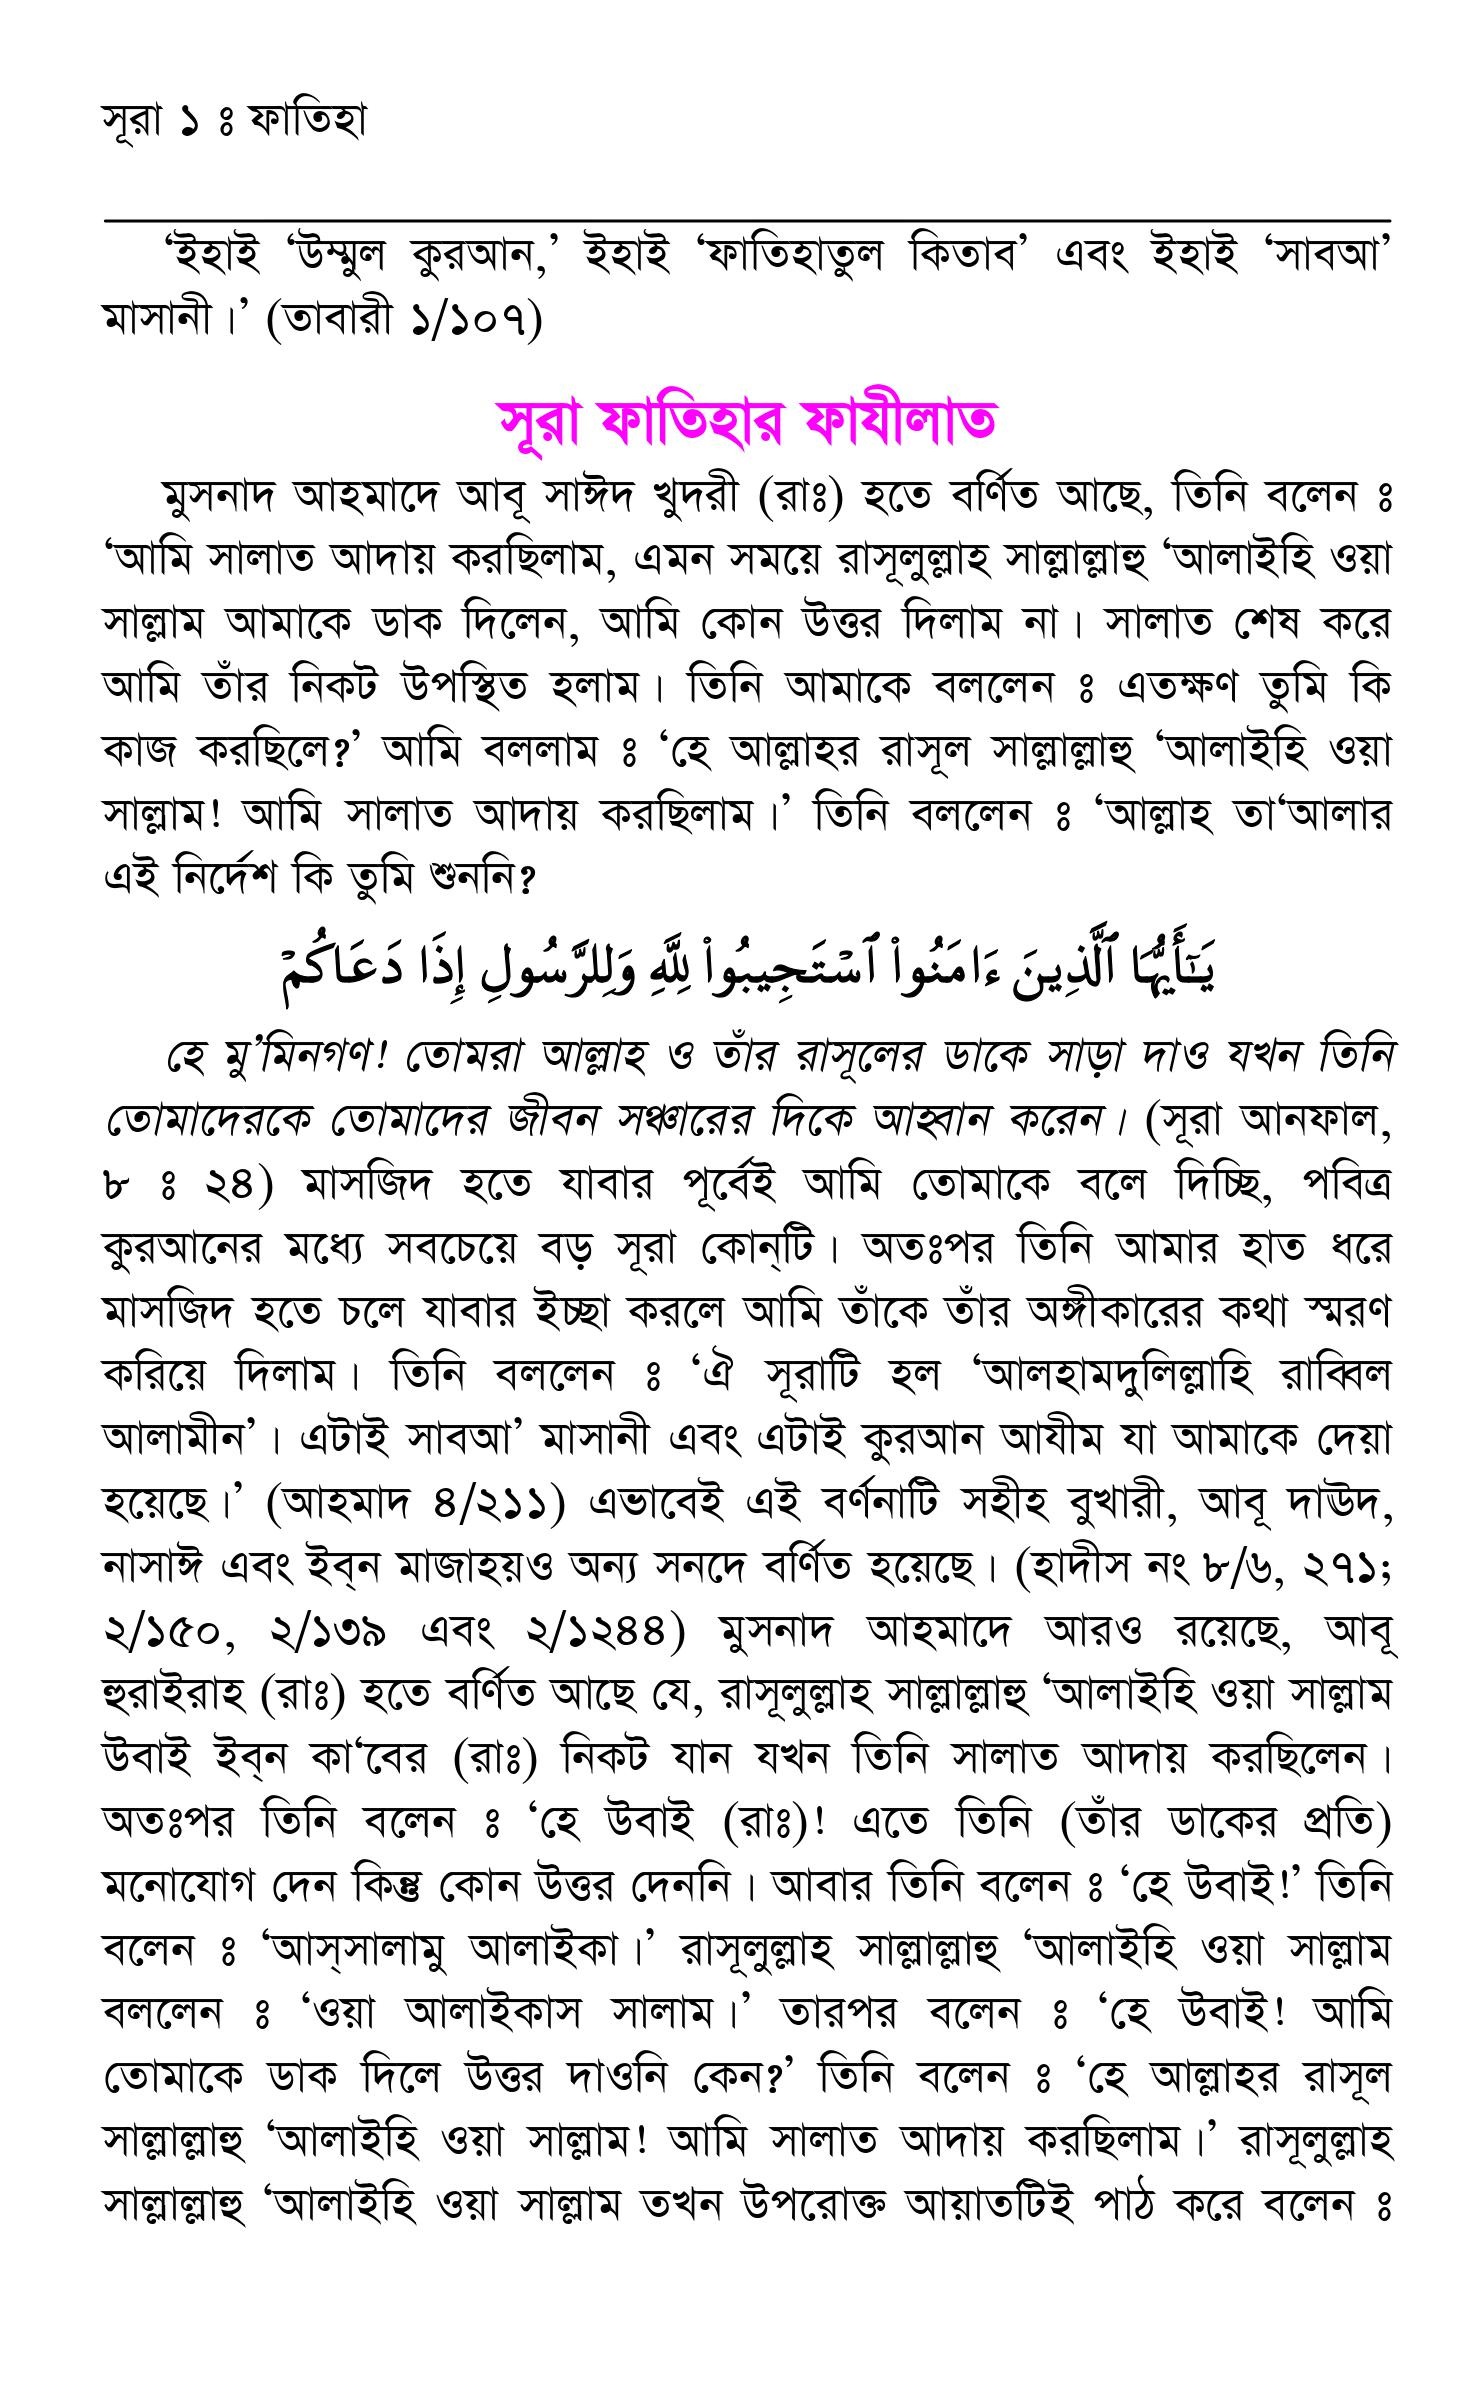 সূরা ১ ঃ ফাতিহা
‘ইহাই ‘উম্মুল কুরআন,’ ইহাই ‘ফাতিহাতুল কিতাব’ এবং ইহাই ‘সাবআ’
মাসানী।’ (তাবারী ১/১০৭)
সূরা ফাতিহার ফাযীলাত
মুসনাদ আহমাদে আবূ সাঈদ খুদরী (রাঃ) হতে বর্ণিত আছে, তিনি বলেন ঃ
‘আমি সালাত আদায় করছিলাম, এমন সময়ে রাসূলুল্লাহ সাল্লাল্লাহু ‘আলাইহি ওয়া
সাল্লাম আমাকে ডাক দিলেন, আমি কোন উত্তর দিলাম না। সালাত শেষ করে
আমি তাঁর নিকট উপস্থিত হলাম। তিনি আমাকে বললেন ঃ এতক্ষণ তুমি কি
কাজ করছিলে?’ আমি বললাম ঃ ‘হে আল্লাহর রাসূল সাল্লাল্লাহু ‘আলাইহি ওয়া
সাল্লাম! আমি সালাত আদায় করছিলাম।’ তিনি বললেন ঃ ‘আল্লাহ তা‘আলার
এই নির্দেশ কি তুমি শুননি?
يَـٰٓأَيُّهَا ٱلَّذِينَ ءَامَنُواْ ٱسْتَجِيبُواْ لِلَّهِ وَلِلرَّسُولِ إِذَا دَعَاكُمْ
হে মু’মিনগণ! তোমরা আল্লাহ ও তাঁর রাসূলের ডাকে সাড়া দাও যখন তিনি
তোমাদেরকে তোমাদের জীবন সঞ্চারের দিকে আহ্বান করেন। (সূরা আনফাল,
৮ ঃ ২৪) মাসজিদ হতে যাবার পূর্বেই আমি তোমাকে বলে দিচ্ছি, পবিত্র
কুরআনের মধ্যে সবচেয়ে বড় সূরা কোন্‌টি। অতঃপর তিনি আমার হাত ধরে
মাসজিদ হতে চলে যাবার ইচ্ছা করলে আমি তাঁকে তাঁর অঙ্গীকারের কথা স্মরণ
করিয়ে দিলাম। তিনি বললেন ঃ ‘ঐ সূরাটি হল ‘আলহামদুলিল্লাহি রাব্বিল
আলামীন’। এটাই সাবআ’ মাসানী এবং এটাই কুরআন আযীম যা আমাকে দেয়া
হয়েছে।’ (আহমাদ ৪/২১১) এভাবেই এই বর্ণনাটি সহীহ বুখারী, আবূ দাঊদ,
নাসাঈ এবং ইব্‌ন মাজাহয়ও অন্য সনদে বর্ণিত হয়েছে। (হাদীস নং ৮/৬, ২৭১;
২/১৫০, ২/১৩৯ এবং ২/১২৪৪) মুসনাদ আহমাদে আরও রয়েছে, আবূ
হুরাইরাহ (রাঃ) হতে বর্ণিত আছে যে, রাসূলুল্লাহ সাল্লাল্লাহু ‘আলাইহি ওয়া সাল্লাম
উবাই ইব্‌ন কা‘বের (রাঃ) নিকট যান যখন তিনি সালাত আদায় করছিলেন।
অতঃপর তিনি বলেন ঃ ‘হে উবাই (রাঃ)! এতে তিনি (তাঁর ডাকের প্রতি)
মনোযোগ দেন কিন্তু কোন উত্তর দেননি। আবার তিনি বলেন ঃ ‘হে উবাই!’ তিনি
বলেন ঃ ‘আস্‌সালামু আলাইকা।’ রাসূলুল্লাহ সাল্লাল্লাহু ‘আলাইহি ওয়া সাল্লাম
বললেন ঃ ‘ওয়া আলাইকাস সালাম।’ তারপর বলেন ঃ ‘হে উবাই! আমি
তোমাকে ডাক দিলে উত্তর দাওনি কেন?’ তিনি বলেন ঃ ‘হে আল্লাহর রাসূল
সাল্লাল্লাহু ‘আলাইহি ওয়া সাল্লাম! আমি সালাত আদায় করছিলাম।’ রাসূলুল্লাহ
সাল্লাল্লাহু ‘আলাইহি ওয়া সাল্লাম তখন উপরোক্ত আয়াতটিই পাঠ করে বলেন ঃ